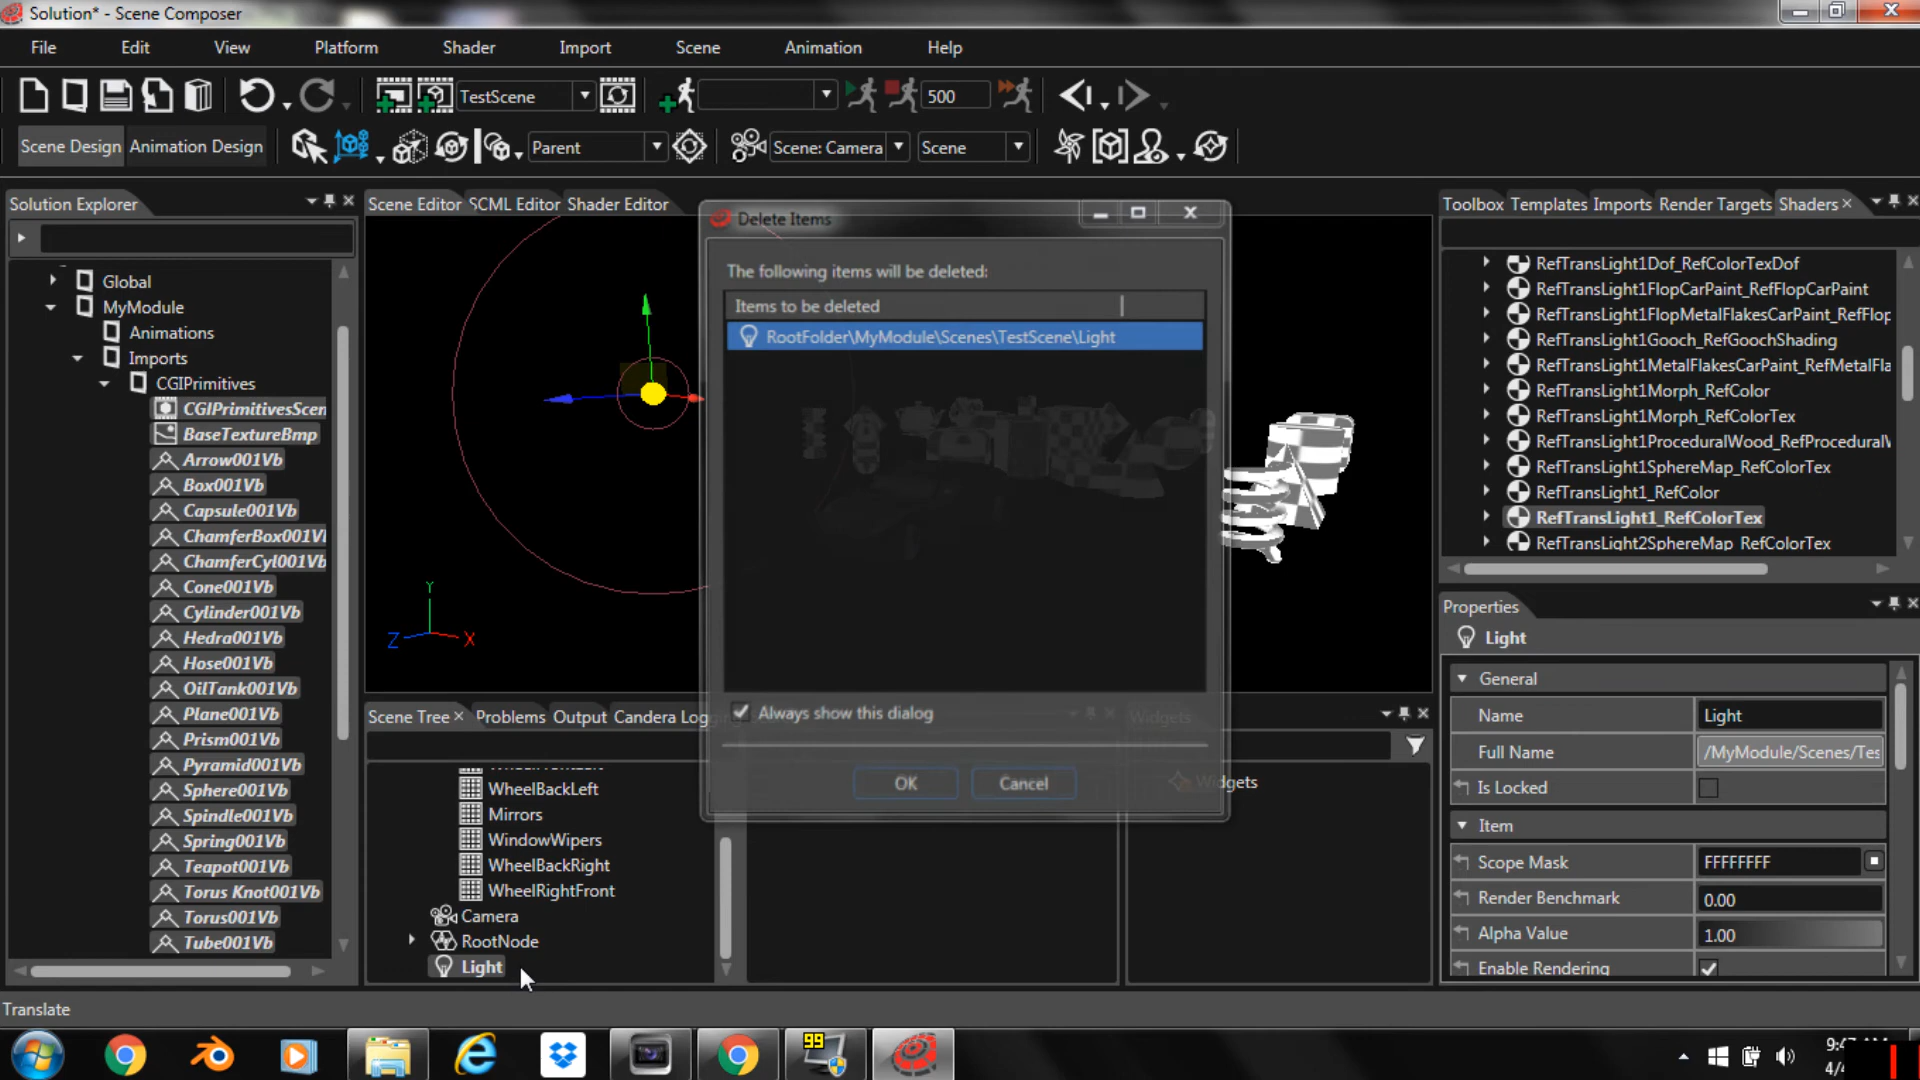 Solution* - Scene Composer
File Edit View Platform Shader Import Scene Animation Help
TestScene 500
Scene Design Animation Design Parent Scene: Camera Scene
Solution Explorer
Global
MyModule
Animations
Imports
CGIPrimitives
CGIPrimitivesScen
BaseTextureBmp
Arrow001Vb
Box001Vb
Capsule001Vb
ChamferBox001Vb
ChamferCyl001Vb
Cone001Vb
Cylinder001Vb
Hedra001Vb
Hose001Vb
OilTank001Vb
Plane001Vb
Prism001Vb
Pyramid001Vb
Sphere001Vb
Spindle001Vb
Spring001Vb
Teapot001Vb
Torus Knot001Vb
Torus001Vb
Tube001Vb
Scene Editor SCML Editor Shader Editor
Y
Z X
Delete Items
The following items will be deleted:
Items to be deleted
RootFolder\MyModule\Scenes\TestScene\Light
Always show this dialog
OK Cancel
Scene Tree Problems Output Candera Logg
WheelBackLeft
Mirrors
WindowWipers
WheelBackRight
WheelRightFront
Camera
RootNode
Light
Widgets
Widgets
Toolbox Templates Imports Render Targets Shaders
RefTransLight1Dof_RefColorTexDof
RefTransLight1FlopCarPaint_RefFlopCarPaint
RefTransLight1FlopMetalFlakesCarPaint_RefFlop
RefTransLight1Gooch_RefGoochShading
RefTransLight1MetalFlakesCarPaint_RefMetalFla
RefTransLight1Morph_RefColor
RefTransLight1Morph_RefColorTex
RefTransLight1ProceduralWood_RefProceduralW
RefTransLight1SphereMap_RefColorTex
RefTransLight1_RefColor
RefTransLight1_RefColorTex
RefTransLight2SphereMap_RefColorTex
Properties
Light
General
Name Light
Full Name /MyModule/Scenes/Tes
Is Locked
Item
Scope Mask FFFFFFFF
Render Benchmark 0.00
Alpha Value 1.00
Enable Rendering
Translate
99